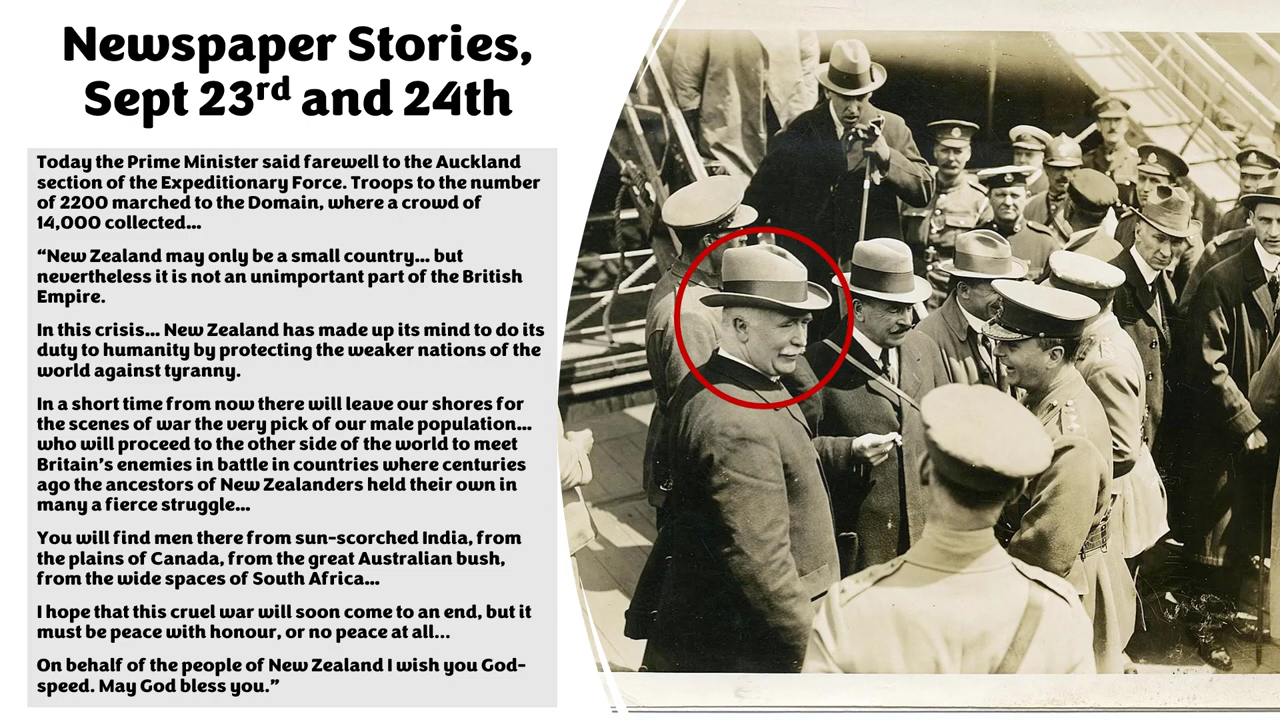 Newspaper Stories,
Sept 23rd and 24th
Today the Prime Minister said farewell to the Auckland
section of the Expeditionary Force. Troops to the number
of 2200 marched to the Domain, where a crowd of
14,000 collected...
“New Zealand may only be a small country... but
nevertheless it is not an unimportant part of the British
Empire.
In this crisis... New Zealand has made up its mind to do its
duty to humanity by protecting the weaker nations of the
world against tyranny.
In a short time from now there will leave our shores for
the scenes of war the very pick of our male population...
who will proceed to the other side of the world to meet
Britain’s enemies in battle in countries where centuries
ago the ancestors of New Zealanders held their own in
many a fierce struggle...
You will find men there from sun-scorched India, from
the plains of Canada, from the great Australian bush,
from the wide spaces of South Africa...
I hope that this cruel war will soon come to an end, but it
must be peace with honour, or no peace at all...
On behalf of the people of New Zealand I wish you God-
speed. May God bless you.”